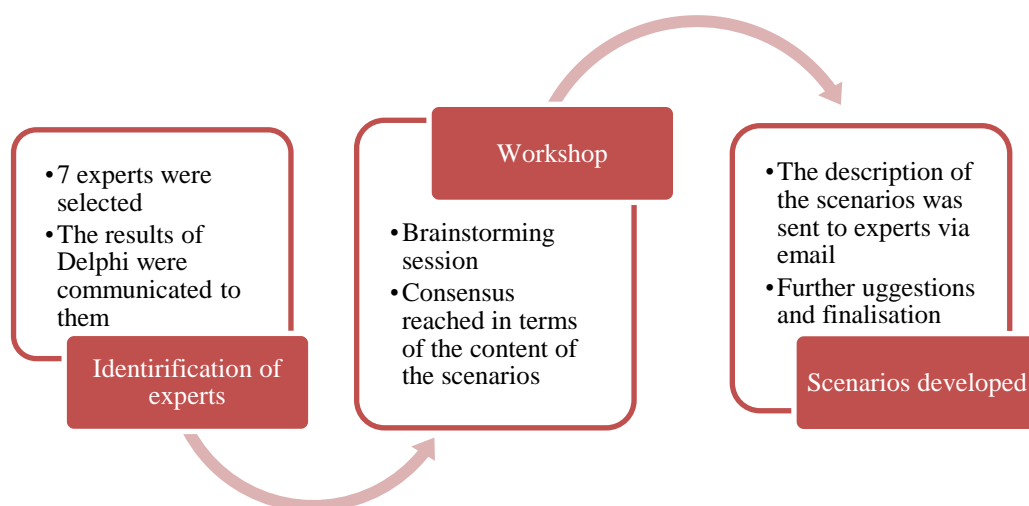 • 7 experts were
selected
• The results of
Delphi were
communicated to
them
Identirification of
experts
Workshop
• Brainstorming
session
• Consensus
reached in terms
of the content of
the scenarios
• The description of
the scenarios was
sent to experts via
email
• Further uggestions
and finalisation
Scenarios developed